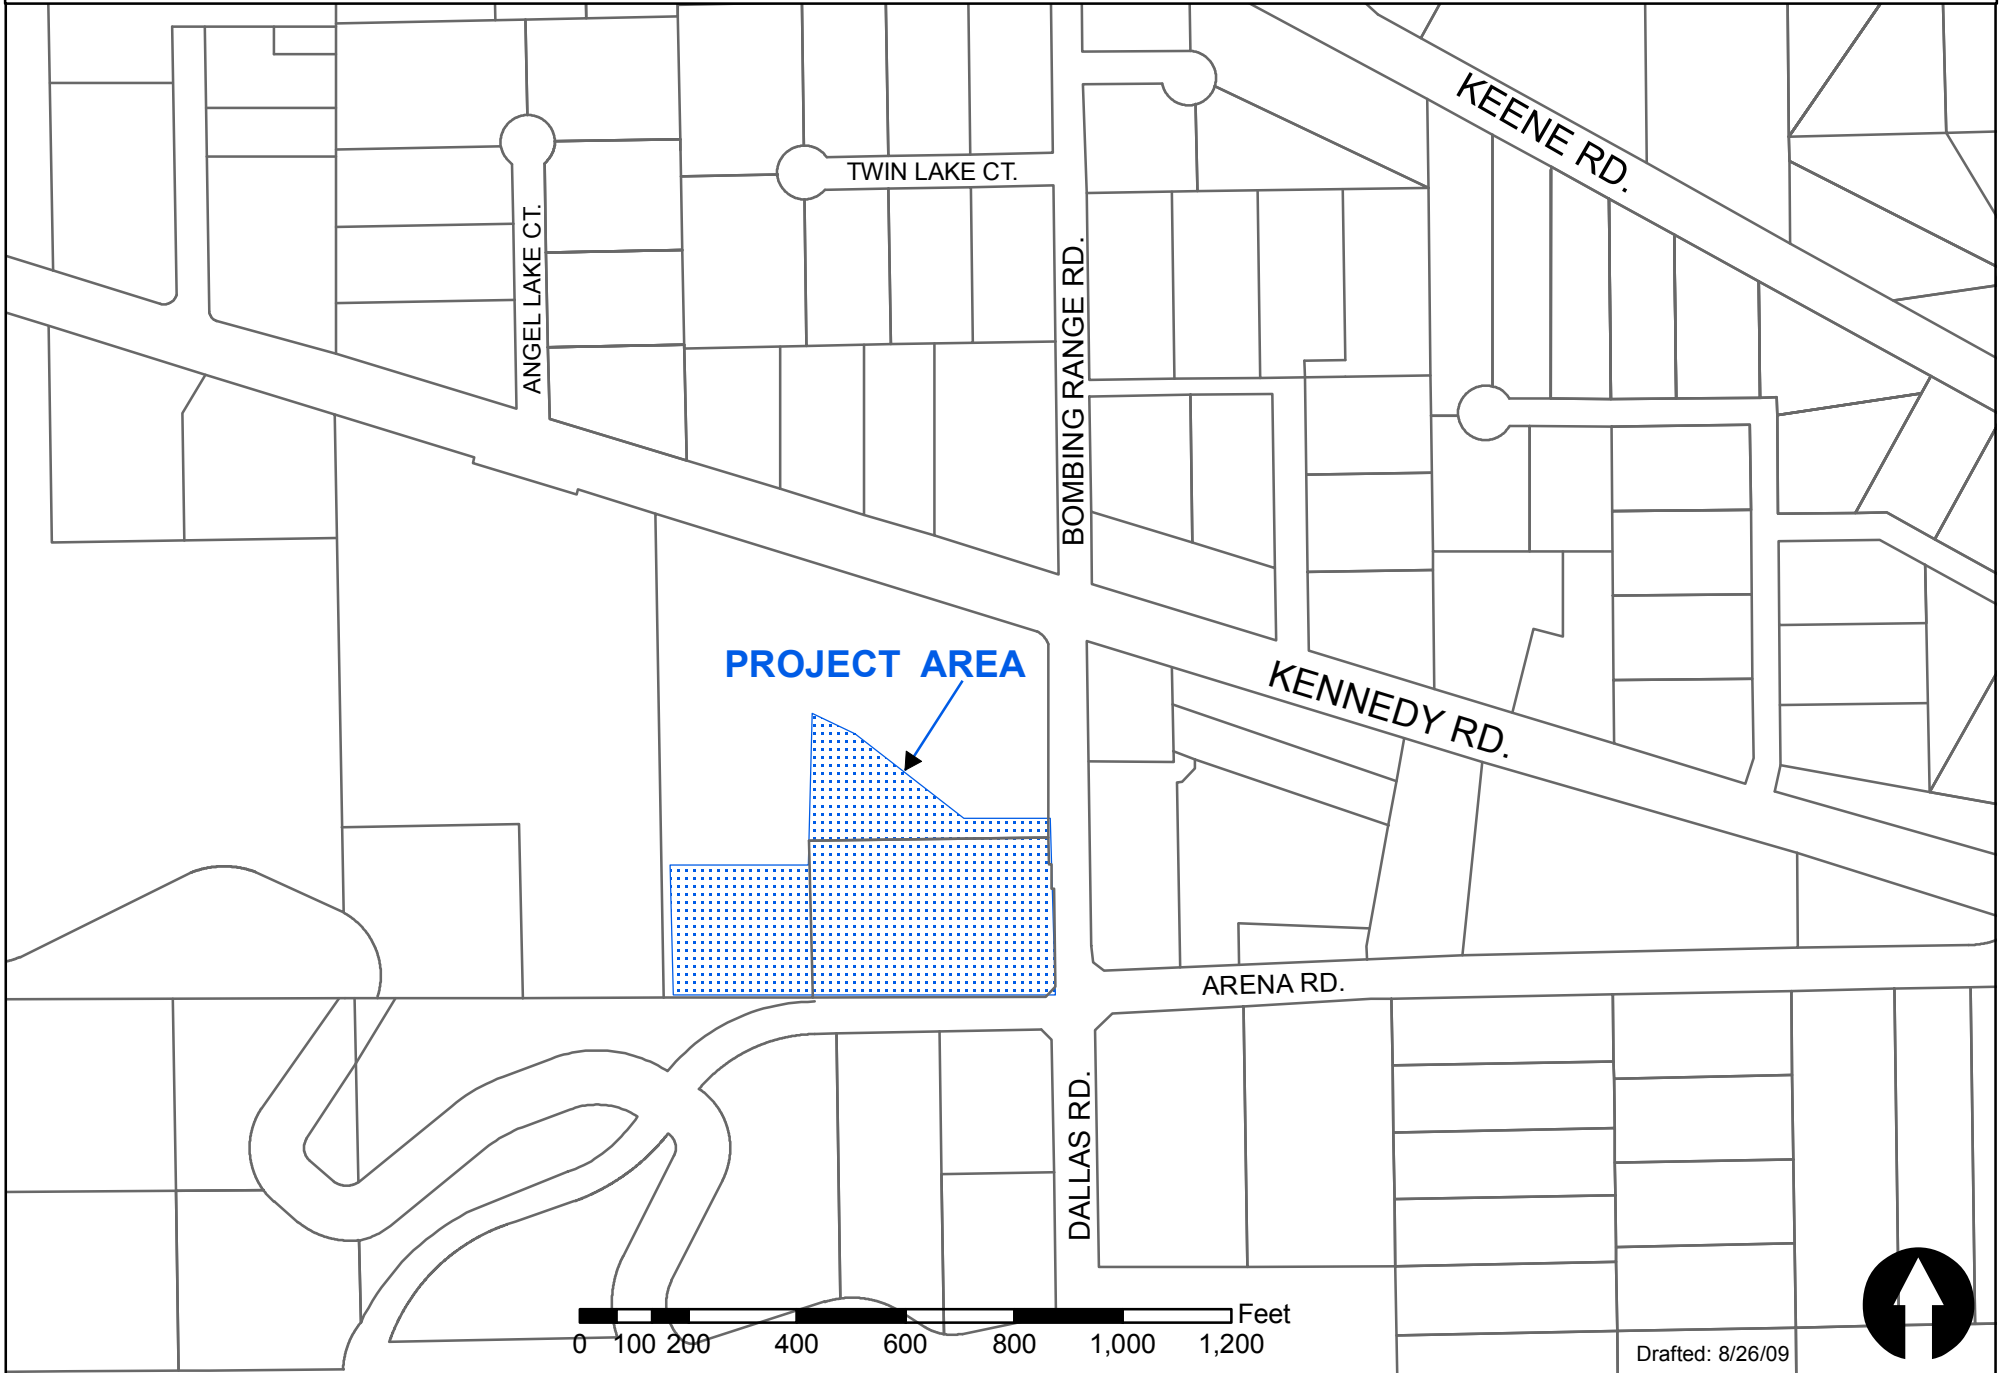 KEENE RD.
TWIN LAKE CT.
ANGEL LAKE CT.
BOMBING RANGE RD.
PROJECT AREA
KENNEDY RD.
ARENA RD.
DALLAS RD.
Feet
0 100 200 400 600 800 1,000 1,200
Drafted: 8/26/09